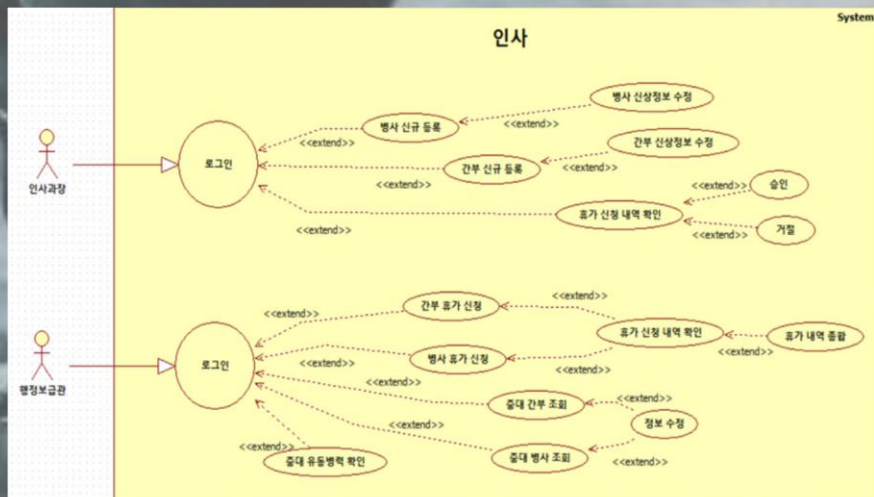 System
인사
병사 신상정보 수정
병사 신규 등록
<<extend>>
<<extend>>
간부 신상정보 수정
로그인
간부 신규 등록
<<extend>>
<<extend>>
인사과장
승인
<<extend>>
휴가 신청 내역 확인
<<extend>>
거절
<<extend>>
간부 휴가 신청
<<extend>>
<<extend>>
휴가 신청 내역 확인
휴가 내역 종합
<<extend>>
로그인
병사 휴가 신청
<<extend>>
<<extend>>
<<extend>>
행정보급관
중대 간부 조회
<<extend>>
정보 수정
<<extend>>
<<extend>>
중대 유동병력 확인
중대 병사 조회
<<extend>>